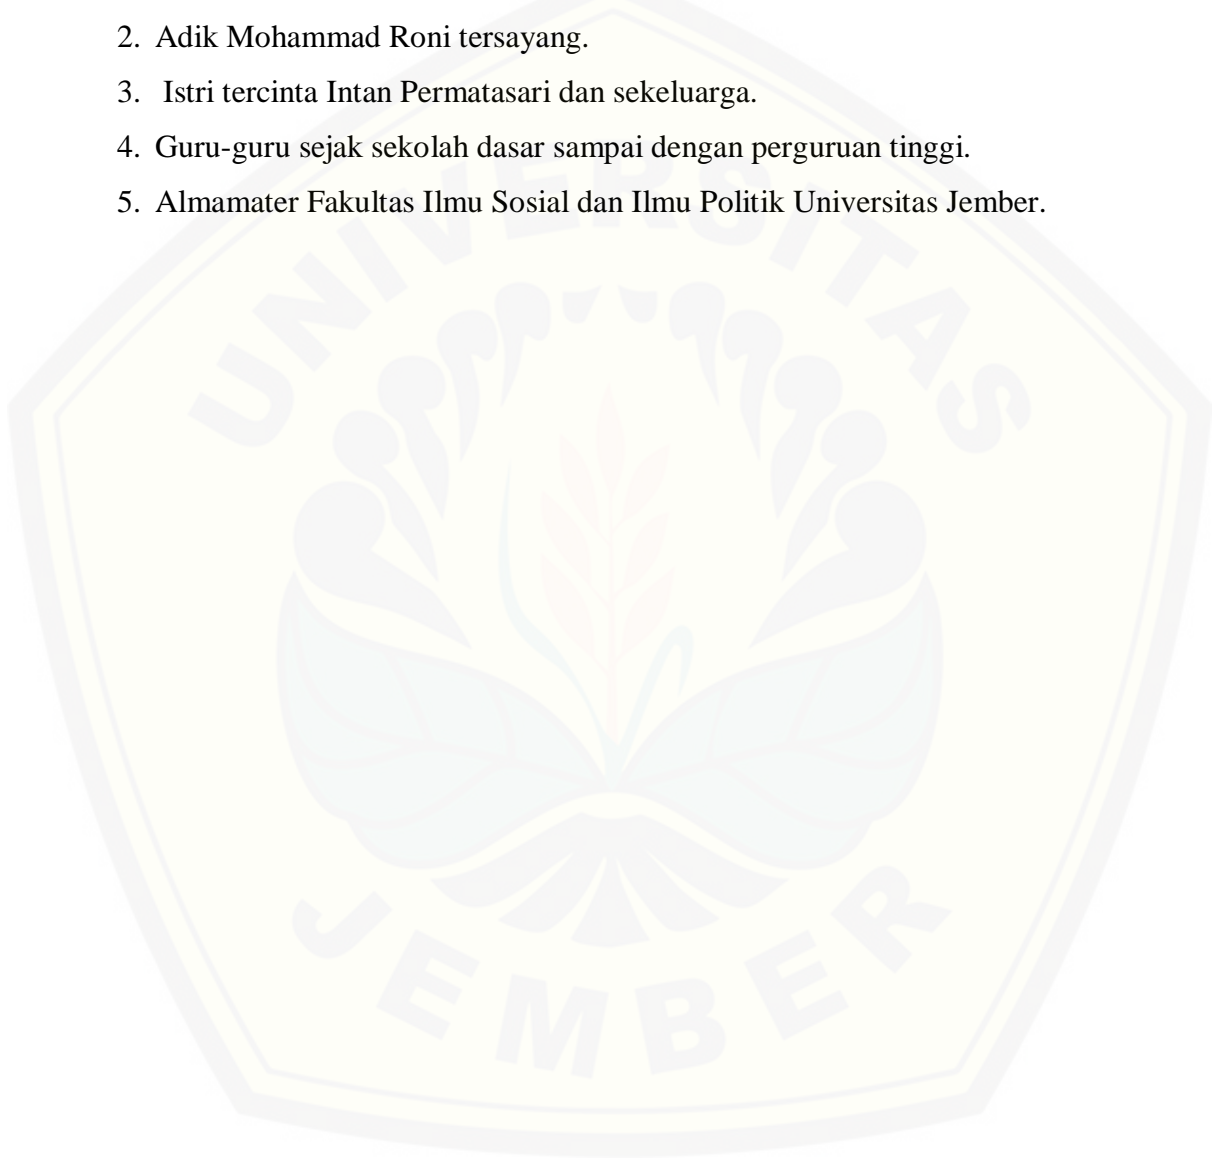 2. Adik Mohammad Roni tersayang.
3. Istri tercinta Intan Permatasari dan sekeluarga.
4. Guru-guru sejak sekolah dasar sampai dengan perguruan tinggi.
5. Almamater Fakultas Ilmu Sosial dan Ilmu Politik Universitas Jember.
UNIVERSITAS
JEMBER